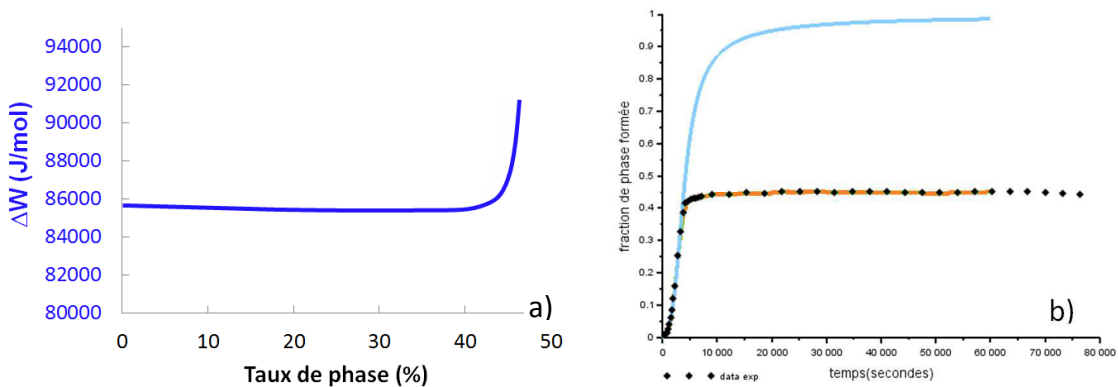 94000
92000
90000
88000
86000
84000
82000
80000
ΔW (J/mol)
0 10 20 30 40 50
Taux de phase (%)
a)
1
0.9
0.8
0.7
0.6
0.5
0.4
0.3
0.2
0.1
0
fraction de phase formée
0 10 000 20 000 30 000 40 000 50 000 60 000 70 000 80 000
temps(secondes)
data exp
b)